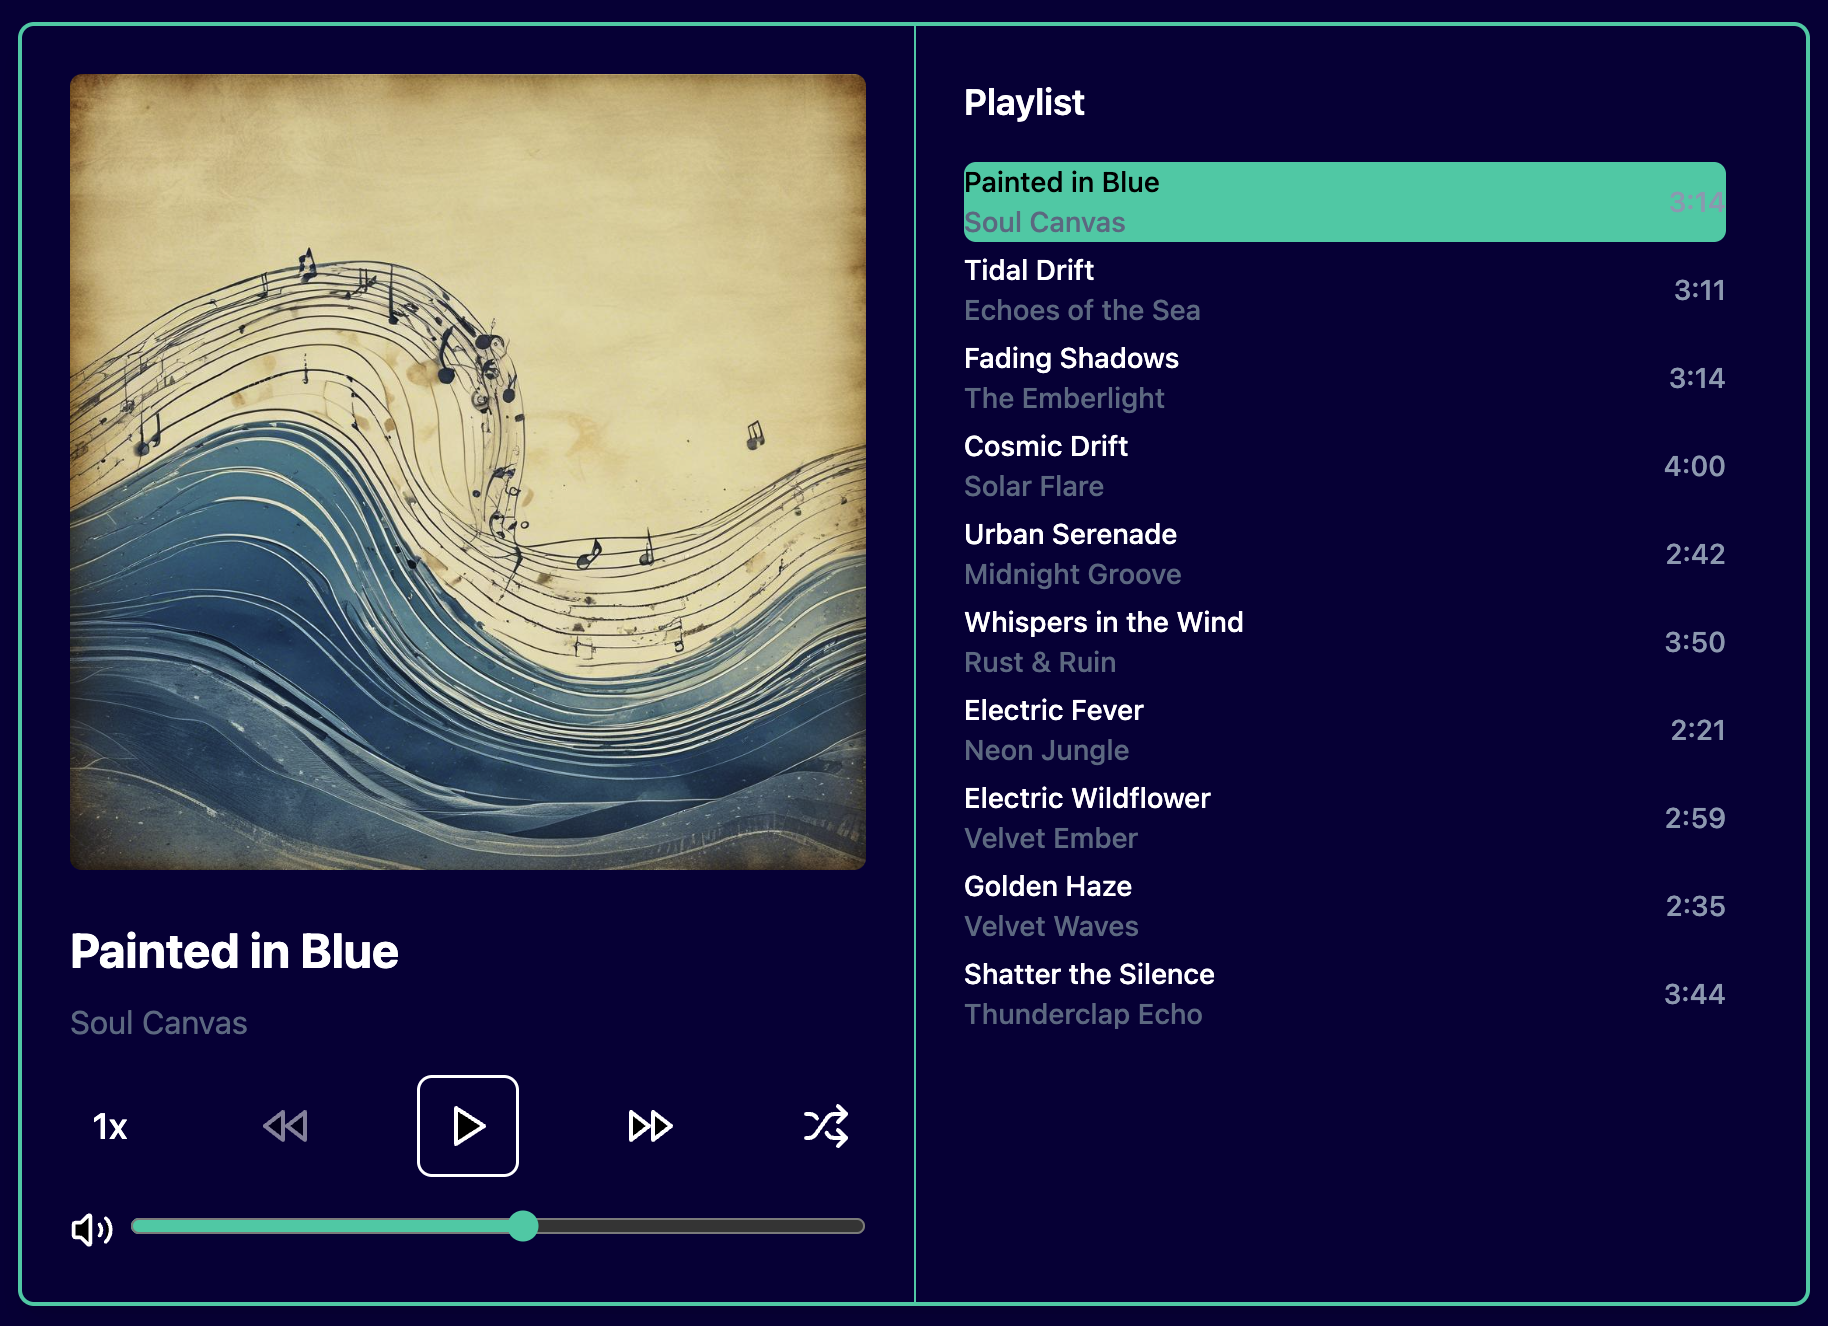 Painted in Blue
Soul Canvas
1x
Playlist
Painted in Blue
Soul Canvas
3:14
Tidal Drift
Echoes of the Sea
3:11
Fading Shadows
The Emberlight
3:14
Cosmic Drift
Solar Flare
4:00
Urban Serenade
Midnight Groove
2:42
Whispers in the Wind
Rust & Ruin
3:50
Electric Fever
Neon Jungle
2:21
Electric Wildflower
Velvet Ember
2:59
Golden Haze
Velvet Waves
2:35
Shatter the Silence
Thunderclap Echo
3:44